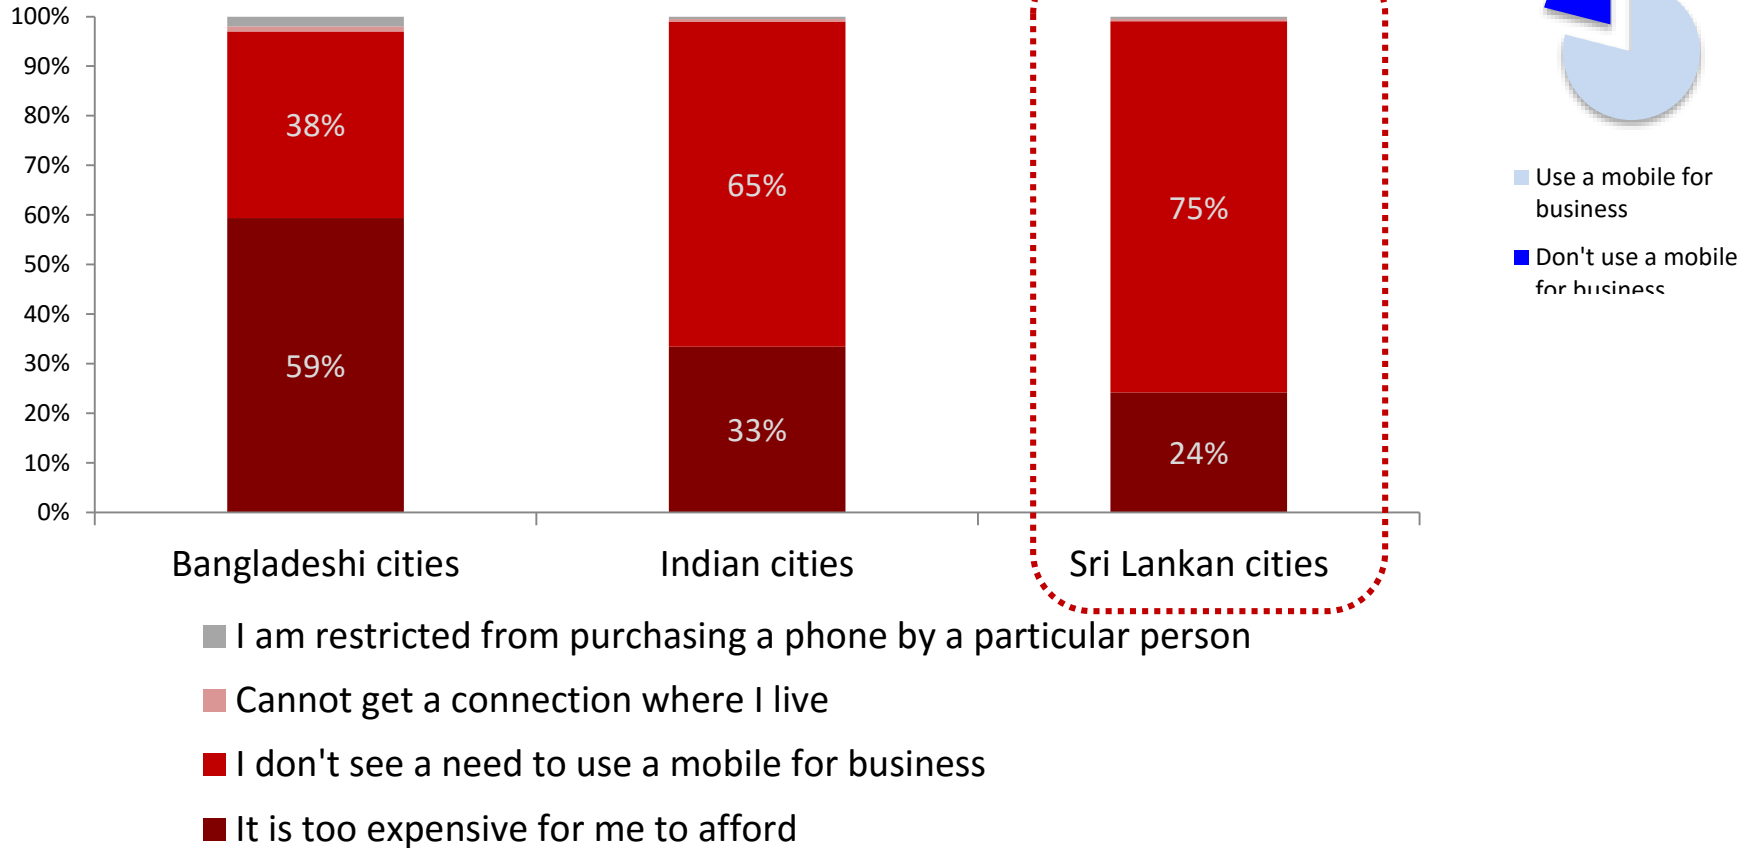 100%
90%
80%
70%
60%
50%
40%
30%
20%
10%
0%
38%
59%
65%
33%
75%
24%
Bangladeshi cities
Indian cities
Sri Lankan cities
I am restricted from purchasing a phone by a particular person
Cannot get a connection where I live
I don't see a need to use a mobile for business
It is too expensive for me to afford
Use a mobile for
business
Don't use a mobile
for business